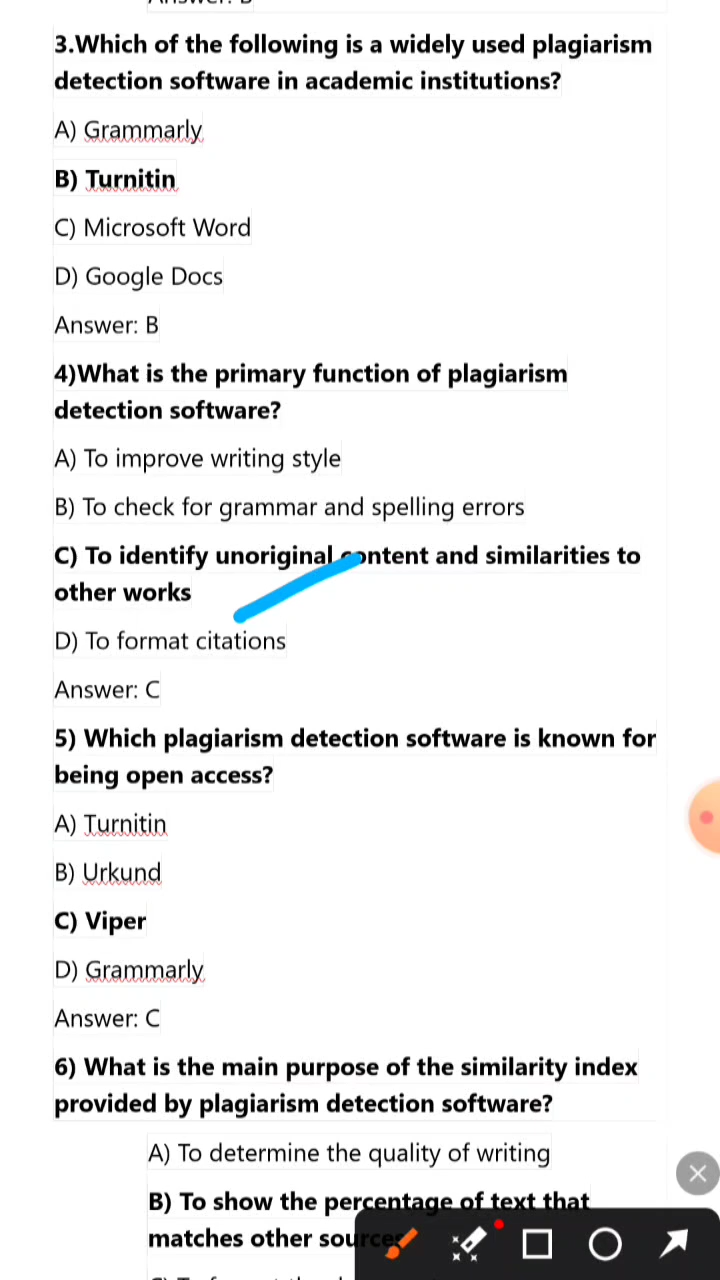 3.Which of the following is a widely used plagiarism
detection software in academic institutions?
A) Grammarly
B) Turnitin
C) Microsoft Word
D) Google Docs
Answer: B
4)What is the primary function of plagiarism
detection software?
A) To improve writing style
B) To check for grammar and spelling errors
C) To identify unoriginal content and similarities to
other works
D) To format citations
Answer: C
5) Which plagiarism detection software is known for
being open access?
A) Turnitin
B) Urkund
C) Viper
D) Grammarly
Answer: C
6) What is the main purpose of the similarity index
provided by plagiarism detection software?
A) To determine the quality of writing
B) To show the percentage of text that
matches other sources